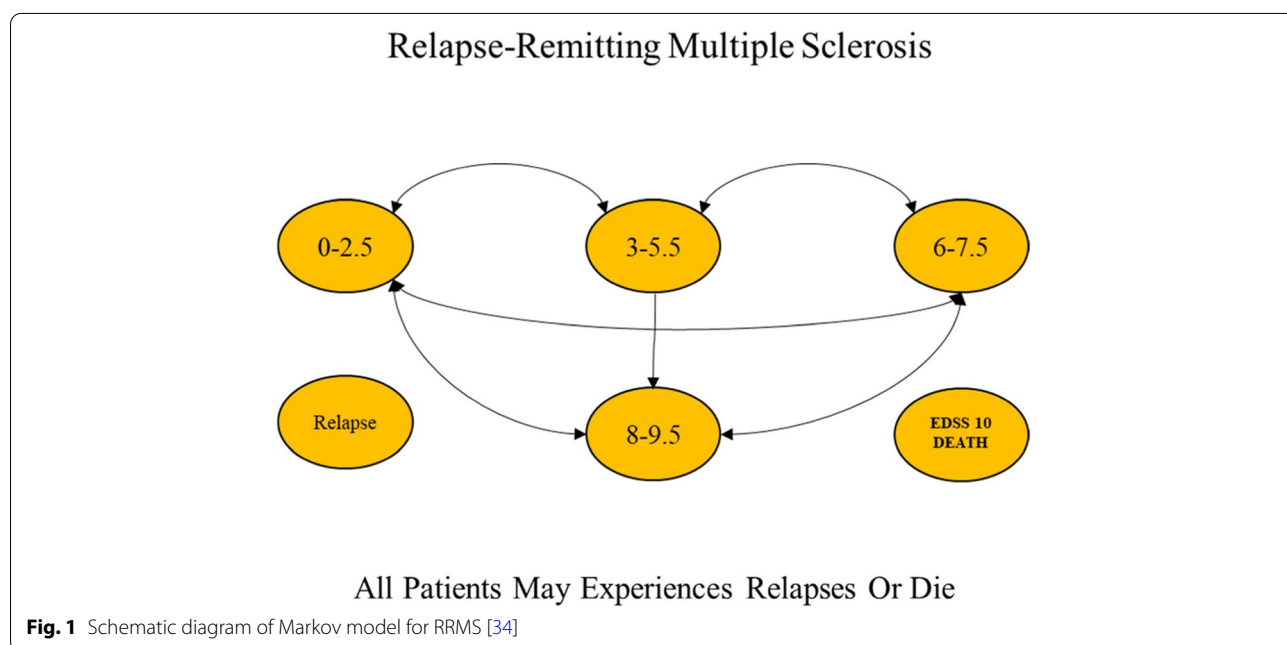 Relapse-Remitting Multiple Sclerosis
0-2.5
3-5.5
6-7.5
Relapse
8-9.5
EDSS 10
DEATH
All Patients May Experiences Relapses Or Die
Fig. 1 Schematic diagram of Markov model for RRMS [34]